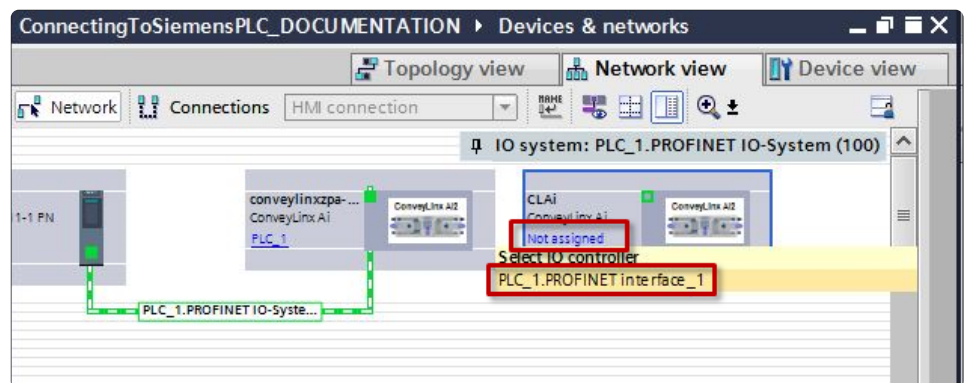 ConnectingToSiemensPLC_DOCUMENTATION ▸ Devices & networks
Topology view
Network view
Device view
Network
Connections
HMI connection
IO system: PLC_1.PROFINET IO-System (100)
1-1 PN
conveylinxzpa-...
ConveyLinx Ai
PLC_1
ConveyLinx Ai2
CLAi
ConveyLinx Ai
Not assigned
ConveyLinx Ai2
Select IO controller
PLC_1.PROFINET interface_1
PLC_1.PROFINET IO-Syste...